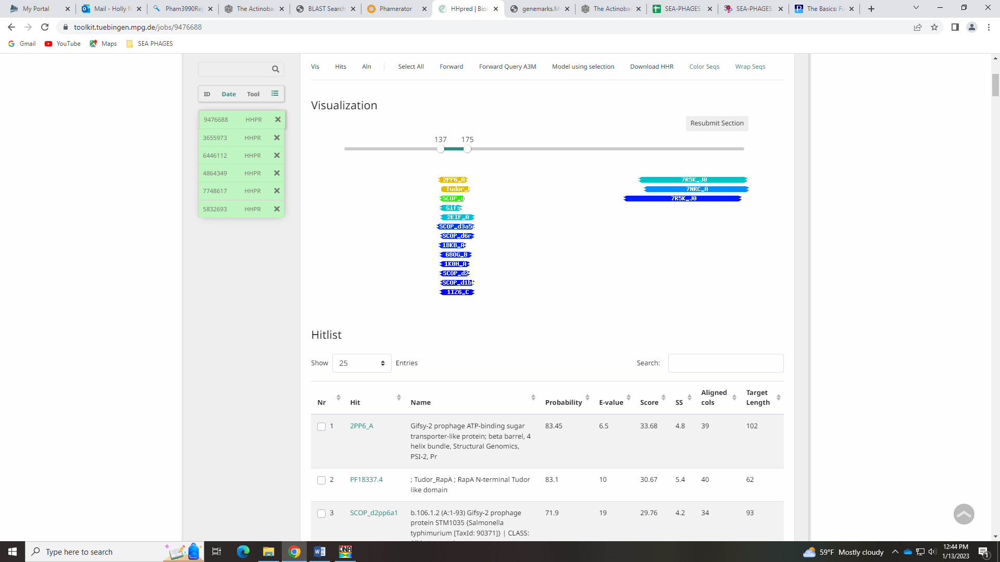 My Portal
Mail - Holly N
Pham3990Rep
The Actinobac
BLAST Search
Phamerator
HHpred | Bioi
genemarks.M
The Actinobac
SEA-PHAGES
SEA-PHAGES
The Basics: Fu
toolkit.tuebingen.mpg.de/jobs/9476688
Gmail
YouTube
Maps
SEA PHAGES
Vis Hits Aln Select All Forward Forward Query A3M Model using selection Download HHR Color Seqs Wrap Seqs
ID Date Tool
9476688 HHPR
3655973 HHPR
6446112 HHPR
4864349 HHPR
7748617 HHPR
5832693 HHPR
Visualization
Resubmit Section
137 175
2PP6_A
Tudor_
SCOP_d
Gifs
2EIF_A
SCOP_d3a5
SCOP_d6r
1BKB_A
6BOG_B
1K0H_A
SCOP_d2
SCOP_d1b
1IZ6_C
7R5K_J0
7NRC_A
7R5K_J0
Hitlist
Show 25 Entries
Search:
Nr Hit Name Probability E-value Score SS Aligned cols Target Length
1 2PP6_A Gifsy-2 prophage ATP-binding sugar 83.45 6.5 33.68 4.8 39 102
transporter-like protein; beta barrel, 4
helix bundle, Structural Genomics,
PSI-2, Pr
2 PF18337.4 ; Tudor_RapA ; RapA N-terminal Tudor 83.1 10 30.67 5.4 40 62
like domain
3 SCOP_d2pp6a1 b.106.1.2 (A:1-93) Gifsy-2 prophage 71.9 19 29.76 4.2 34 93
protein STM1035 {Salmonella
typhimurium [TaxId: 90371]} | CLASS:
Type here to search
DNA
59°F Mostly cloudy
12:44 PM
1/13/2023
1